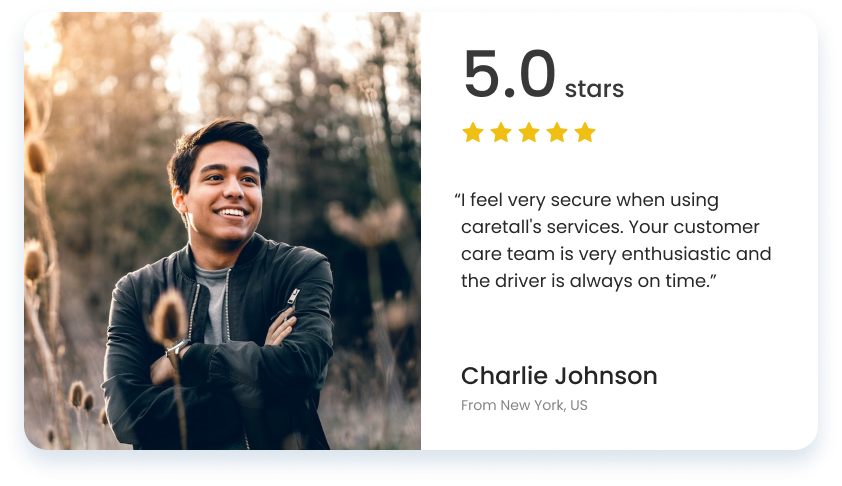 5.0 stars
“I feel very secure when using
caretall's services. Your customer
care team is very enthusiastic and
the driver is always on time.”
Charlie Johnson
From New York, US